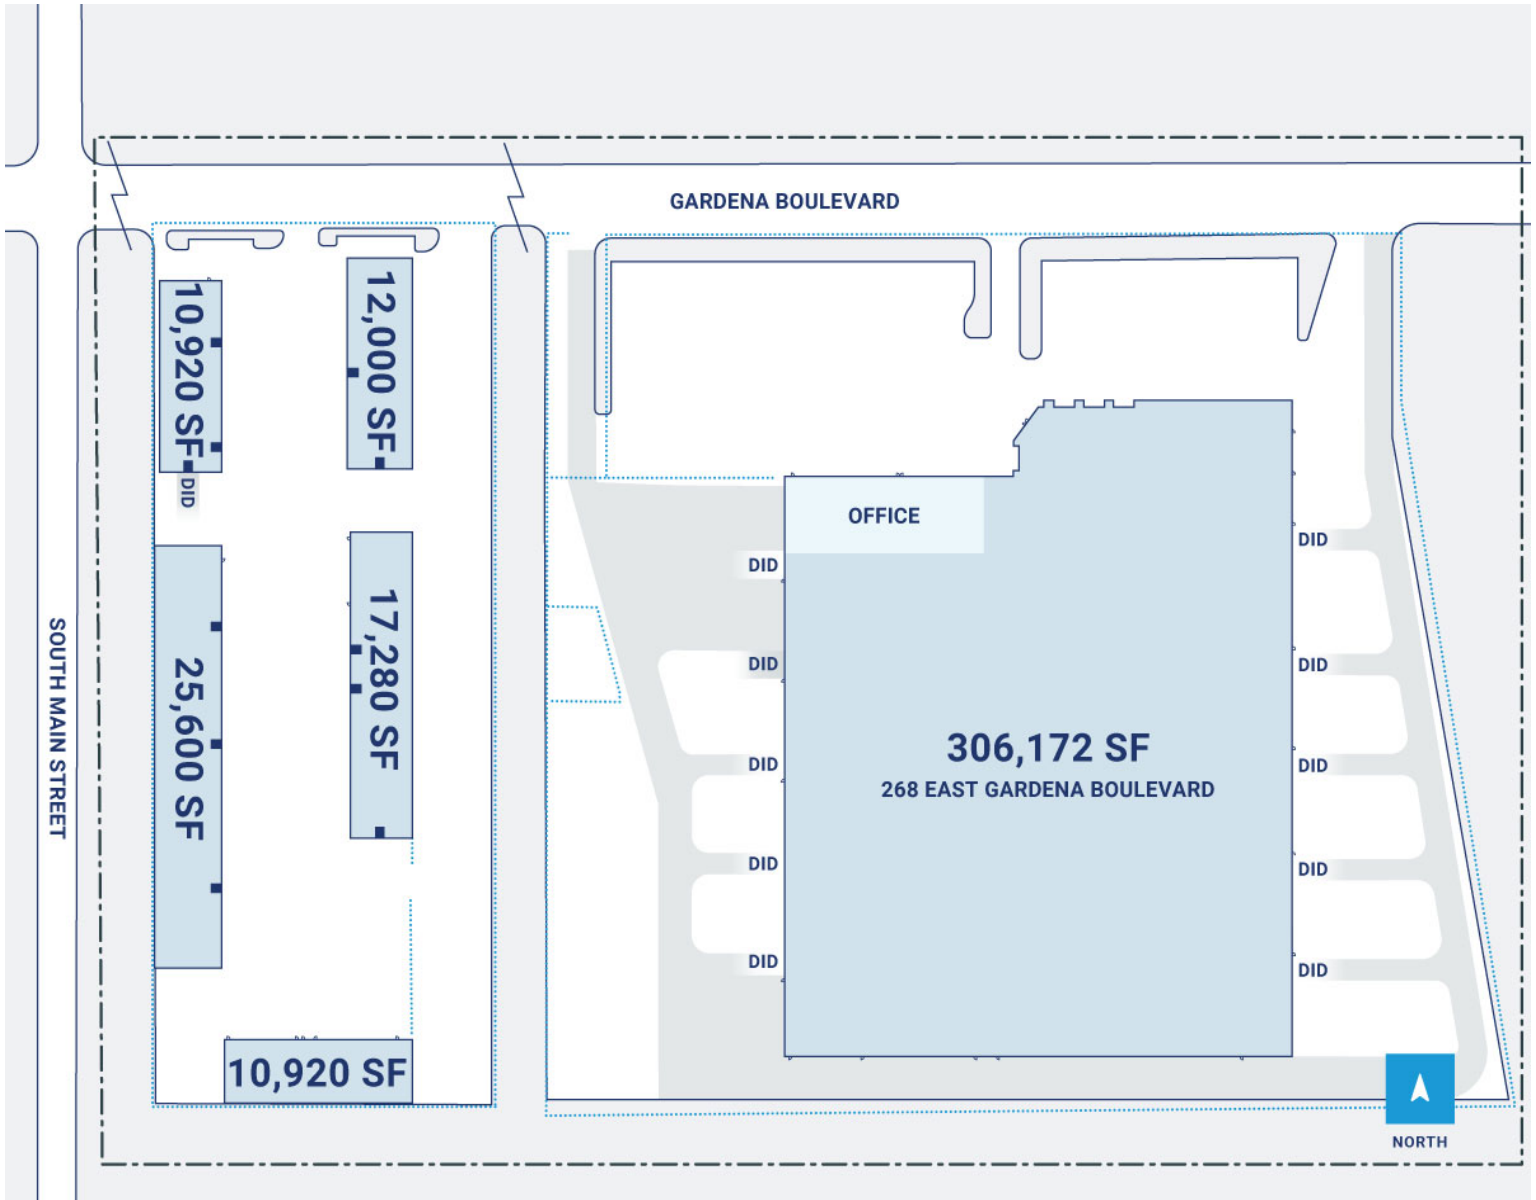 GARDENA BOULEVARD
SOUTH MAIN STREET
10,920 SF
DID
12,000 SF
25,600 SF
17,280 SF
10,920 SF
OFFICE
DID
DID
DID
DID
DID
306,172 SF
268 EAST GARDENA BOULEVARD
DID
DID
DID
DID
DID
NORTH